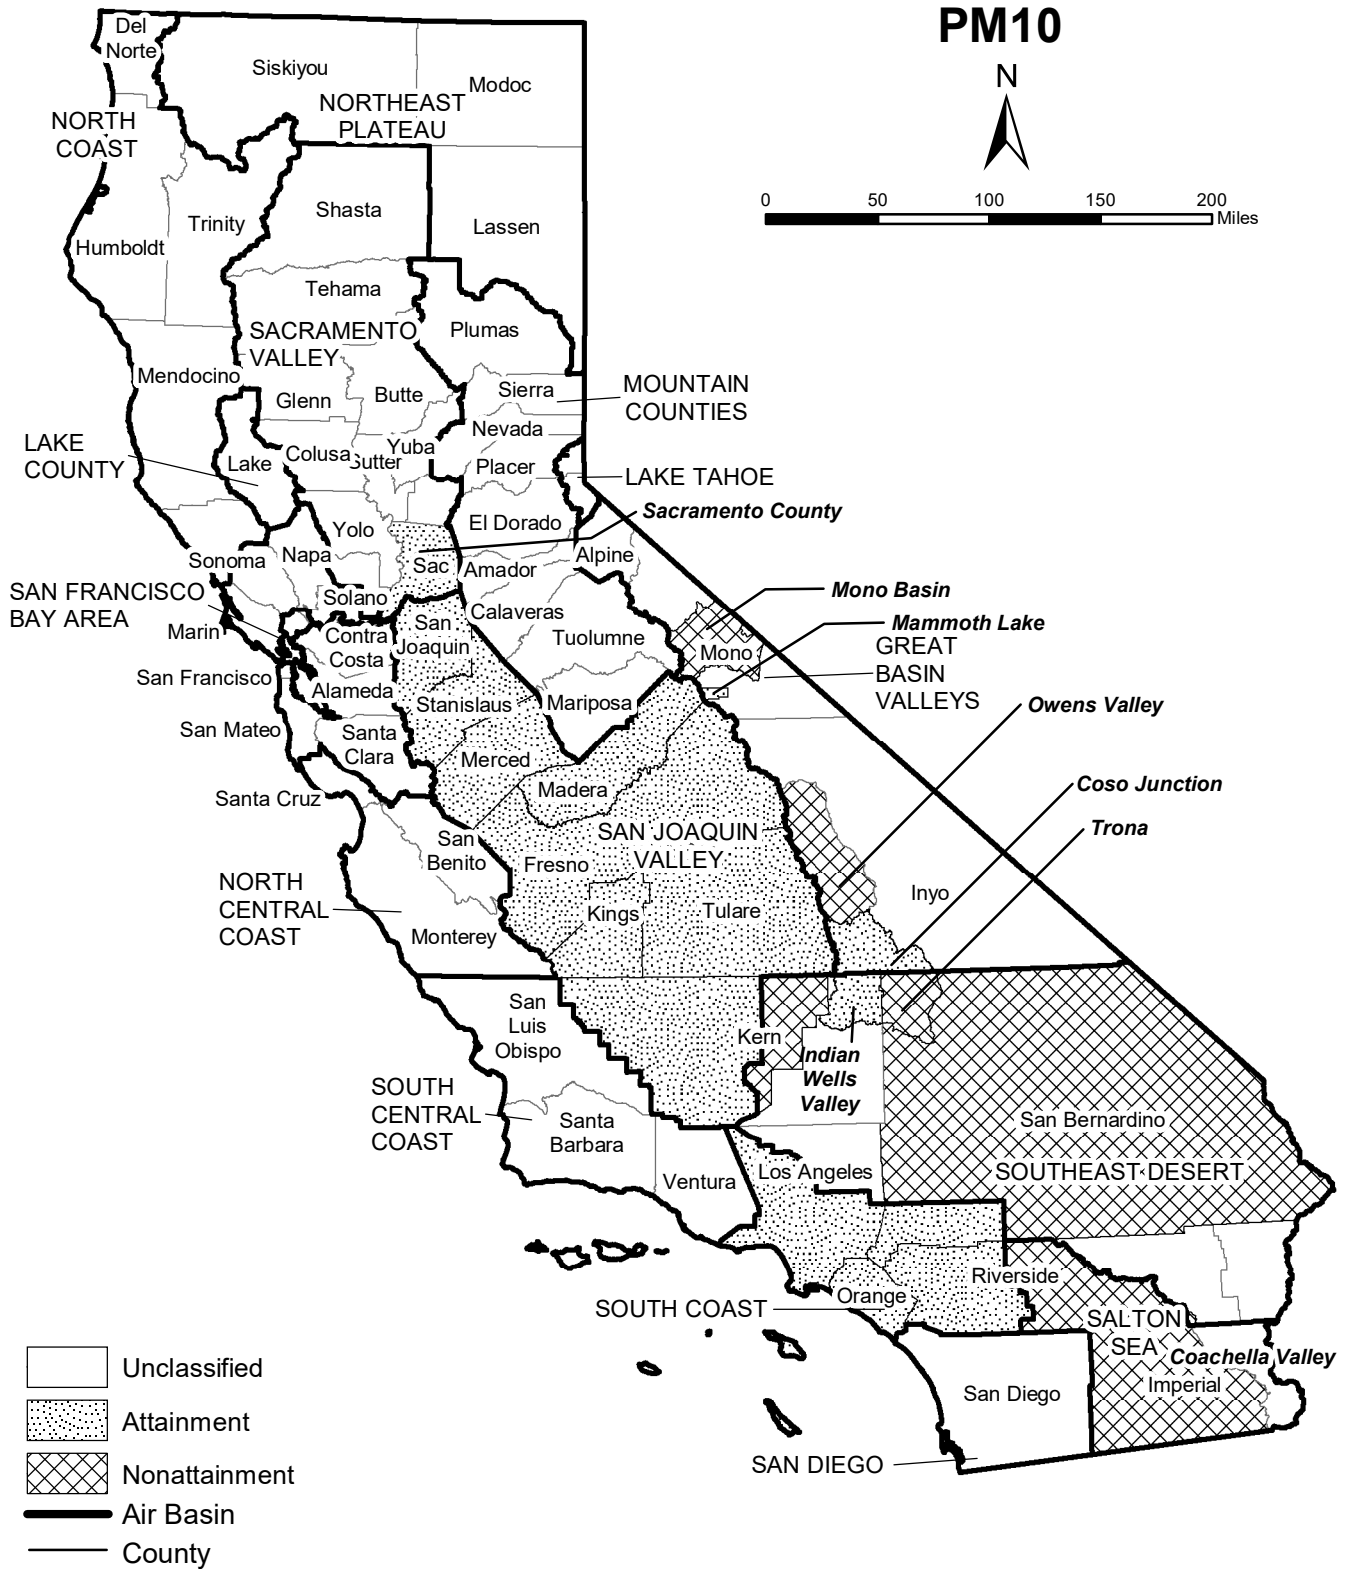 PM10
N
0 50 100 150 200
Miles
Del
Norte
Siskiyou
Modoc
NORTHEAST
PLATEAU
NORTH
COAST
Trinity
Shasta
Lassen
Humboldt
Tehama
SACRAMENTO
VALLEY
Plumas
Mendocino
Glenn
Butte
Sierra
MOUNTAIN
COUNTIES
Nevada
LAKE
COUNTY
Lake
Colusa
Sutter
Yuba
Placer
LAKE TAHOE
Sacramento County
El Dorado
Yolo
Sonoma
Napa
Sac
Amador
Alpine
SAN FRANCISCO
BAY AREA
Solano
Mono Basin
Marin
Contra
Costa
San
Joaquin
Calaveras
Tuolumne
Mammoth Lake
Mono
GREAT
BASIN
VALLEYS
San Francisco
Alameda
Stanislaus
Mariposa
Owens Valley
San Mateo
Santa
Clara
Merced
Madera
Coso Junction
Santa Cruz
Trona
San
Benito
SAN JOAQUIN
VALLEY
Fresno
NORTH
CENTRAL
COAST
Kings
Tulare
Inyo
Monterey
San
Luis
Obispo
Kern
Indian
Wells
Valley
SOUTH
CENTRAL
COAST
Santa
Barbara
San Bernardino
Ventura
Los Angeles
SOUTHEAST DESERT
Riverside
Orange
SOUTH COAST
SALTON
SEA
Coachella Valley
Imperial
San Diego
SAN DIEGO
Unclassified
Attainment
Nonattainment
Air Basin
County